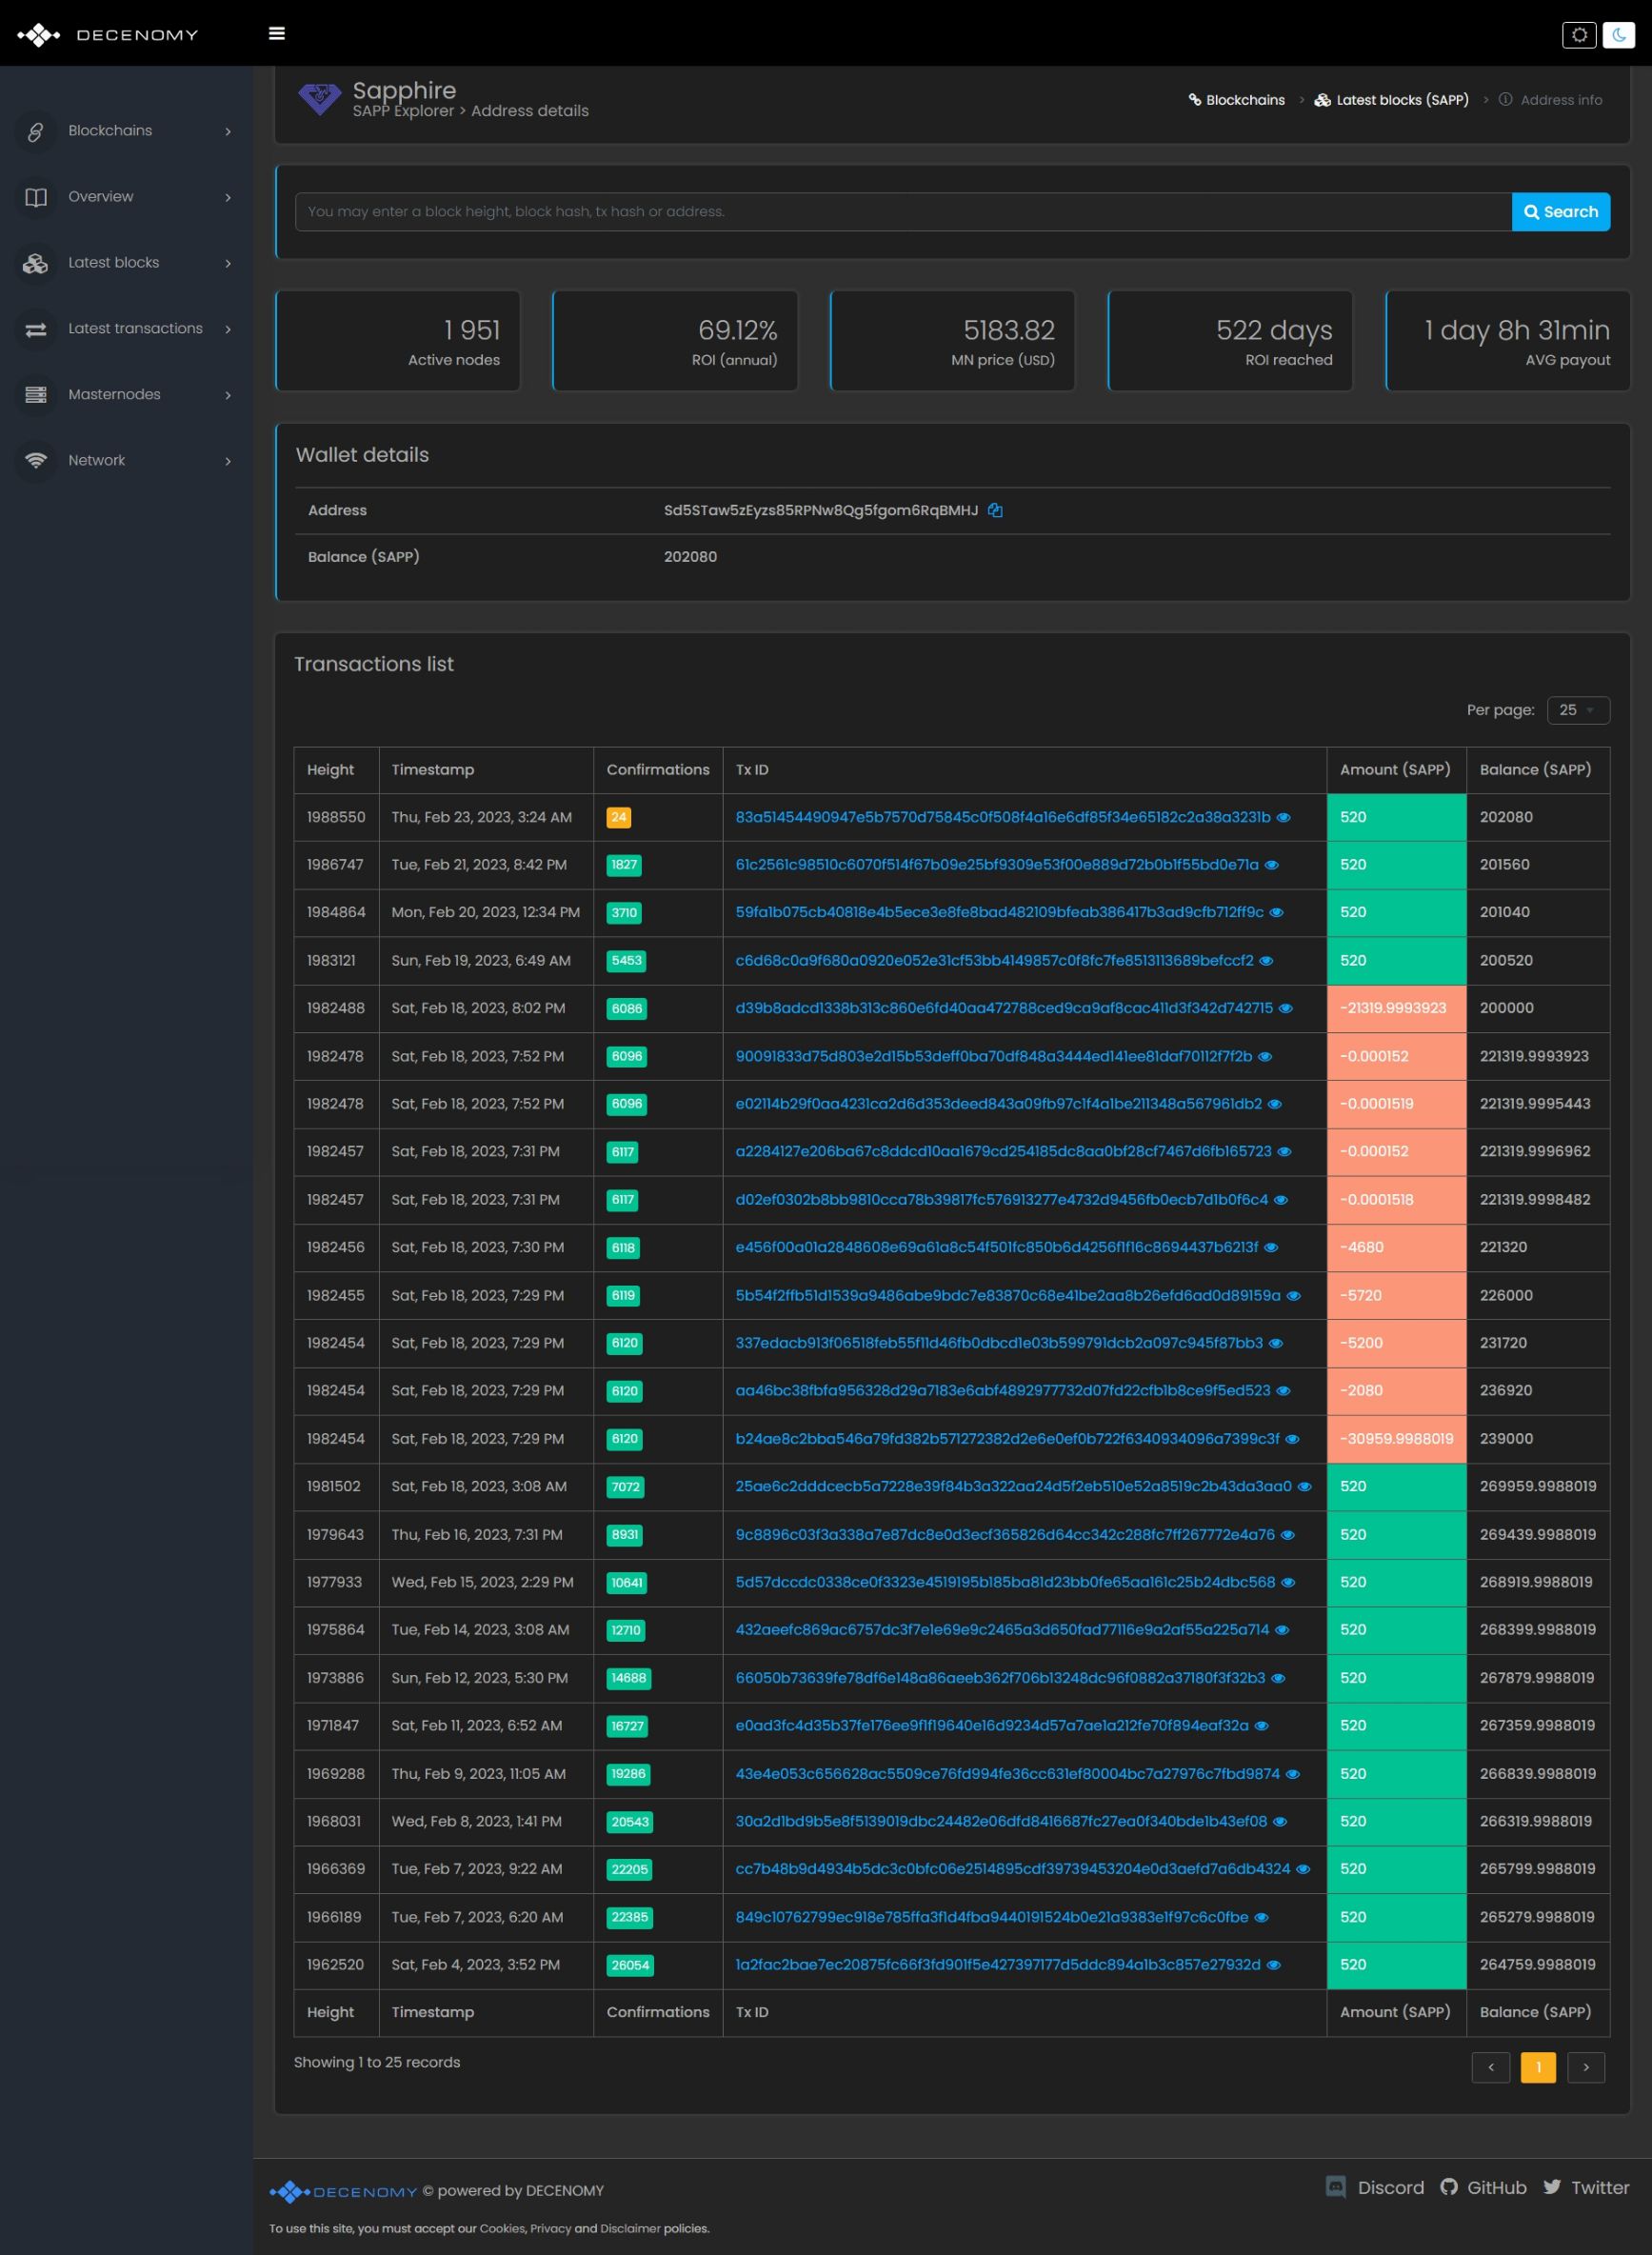 DECENOMY
Sapphire
SAPP Explorer > Address details
Blockchains > Latest blocks (SAPP) > Address info
Blockchains
Overview
Latest blocks
Latest transactions
Masternodes
Network
You may enter a block height, block hash, tx hash or address.
Search
1 951
Active nodes
69.12%
ROI (annual)
5183.82
MN price (USD)
522 days
ROI reached
1 day 8h 31min
AVG payout
Wallet details
Address Sd5STaw5zEyzs85RPNw8Qg5fgom6RqBMHJ
Balance (SAPP) 202080
Transactions list
Per page: 25
Height Timestamp Confirmations Tx ID Amount (SAPP) Balance (SAPP)
1988550 Thu, Feb 23, 2023, 3:24 AM 24 83a51454490947e5b7570d75845c0f508f4a16e6df85f34e65182c2a38a3231b 520 202080
1986747 Tue, Feb 21, 2023, 8:42 PM 1827 61c2561c98510c6070f514f67b09e25bf9309e53f00e889d72b0b1f55bd0e71a 520 201560
1984864 Mon, Feb 20, 2023, 12:34 PM 3710 59fa1b075cb40818e4b5ece3e8fe8bad482109bfeab386417b3ad9cfb712ff9c 520 201040
1983121 Sun, Feb 19, 2023, 6:49 AM 5453 c6d68c0a9f680a0920e052e31cf53bb4149857c0f8fc7fe8513113689befccf2 520 200520
1982488 Sat, Feb 18, 2023, 8:02 PM 6086 d39b8adcd1338b313c860e6fd40aa472788ced9ca9af8cac411d3f342d742715 -21319.9993923 200000
1982478 Sat, Feb 18, 2023, 7:52 PM 6096 90091833d75d803e2d15b53deff0ba70df848a3444ed141ee81daf70112f7f2b -0.000152 221319.9993923
1982478 Sat, Feb 18, 2023, 7:52 PM 6096 e02114b29f0aa4231ca2d6d353deed843a09fb97c1f4a1be211348a567961db2 -0.0001519 221319.9995443
1982457 Sat, Feb 18, 2023, 7:31 PM 6117 a2284127e206ba67c8ddcd10aa1679cd254185dc8aa0bf28cf7467d6fb165723 -0.000152 221319.9996962
1982457 Sat, Feb 18, 2023, 7:31 PM 6117 d02ef0302b8bb9810cca78b39817fc576913277e4732d9456fb0ecb7d1b0f6c4 -0.0001518 221319.9998482
1982456 Sat, Feb 18, 2023, 7:30 PM 6118 e456f00a01a2848608e69a61a8c54f501fc850b6d4256f1f16c8694437b6213f -4680 221320
1982455 Sat, Feb 18, 2023, 7:29 PM 6119 5b54f2ffb51d1539a9486abe9bdc7e83870c68e41be2aa8b26efd6ad0d89159a -5720 226000
1982454 Sat, Feb 18, 2023, 7:29 PM 6120 337edacb913f06518feb55f11d46fb0dbcd1e03b599791dcb2a097c945f87bb3 -5200 231720
1982454 Sat, Feb 18, 2023, 7:29 PM 6120 aa46bc38fbfa956328d29a7183e6abf4892977732d07fd22cfb1b8ce9f5ed523 -2080 236920
1982454 Sat, Feb 18, 2023, 7:29 PM 6120 b24ae8c2bba546a79fd382b571272382d2e6e0ef0b722f6340934096a7399c3f -30959.9988019 239000
1981502 Sat, Feb 18, 2023, 3:08 AM 7072 25ae6c2dddcecb5a7228e39f84b3a322aa24d5f2eb510e52a8519c2b43da3aa0 520 269959.9988019
1979643 Thu, Feb 16, 2023, 7:31 PM 8931 9c8896c03f3a338a7e87dc8e0d3ecf365826d64cc342c288fc7ff267772e4a76 520 269439.9988019
1977933 Wed, Feb 15, 2023, 2:29 PM 10641 5d57dccdc0338ce0f3323e4519195b185ba81d23bb0fe65aa161c25b24dbc568 520 268919.9988019
1975864 Tue, Feb 14, 2023, 3:08 AM 12710 432aeefc869ac6757dc3f7e1e69e9c2465a3d650fad77116e9a2af55a225a714 520 268399.9988019
1973886 Sun, Feb 12, 2023, 5:30 PM 14688 66050b73639fe78df6e148a86aeeb362f706b13248dc96f0882a37180f3f32b3 520 267879.9988019
1971847 Sat, Feb 11, 2023, 6:52 AM 16727 e0ad3fc4d35b37fe176ee9f1f19640e16d9234d57a7ae1a212fe70f894eaf32a 520 267359.9988019
1969288 Thu, Feb 9, 2023, 11:05 AM 19286 43e4e053c656628ac5509ce76fd994fe36cc631ef80004bc7a27976c7fbd9874 520 266839.9988019
1968031 Wed, Feb 8, 2023, 1:41 PM 20543 30a2d1bd9b5e8f5139019dbc24482e06dfd8416687fc27ea0f340bde1b43ef08 520 266319.9988019
1966369 Tue, Feb 7, 2023, 9:22 AM 22205 cc7b48b9d4934b5dc3c0bfc06e2514895cdf39739453204e0d3aefd7a6db4324 520 265799.9988019
1966189 Tue, Feb 7, 2023, 6:20 AM 22385 849c10762799ec918e785ffa3f1d4fba9440191524b0e21a9383e1f97c6c0fbe 520 265279.9988019
1962520 Sat, Feb 4, 2023, 3:52 PM 26054 1a2fac2bae7ec20875fc66f3fd901f5e427397177d5ddc894a1b3c857e27932d 520 264759.9988019
Height Timestamp Confirmations Tx ID Amount (SAPP) Balance (SAPP)
Showing 1 to 25 records
< 1 >
DECENOMY © powered by DECENOMY
Discord GitHub Twitter
To use this site, you must accept our Cookies, Privacy and Disclaimer policies.